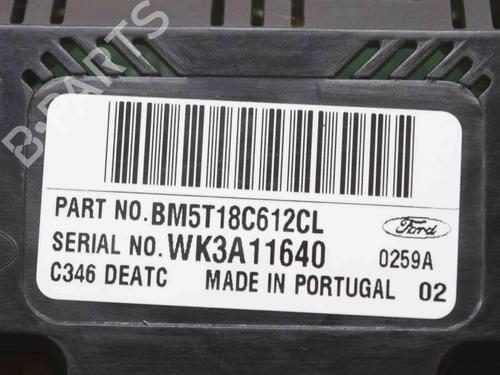 B-PARTS
PART NO.BM5T18C612CL
Ford
SERIAL NO.WK3A11640
0259A
C346 DEATC MADE IN PORTUGAL 02